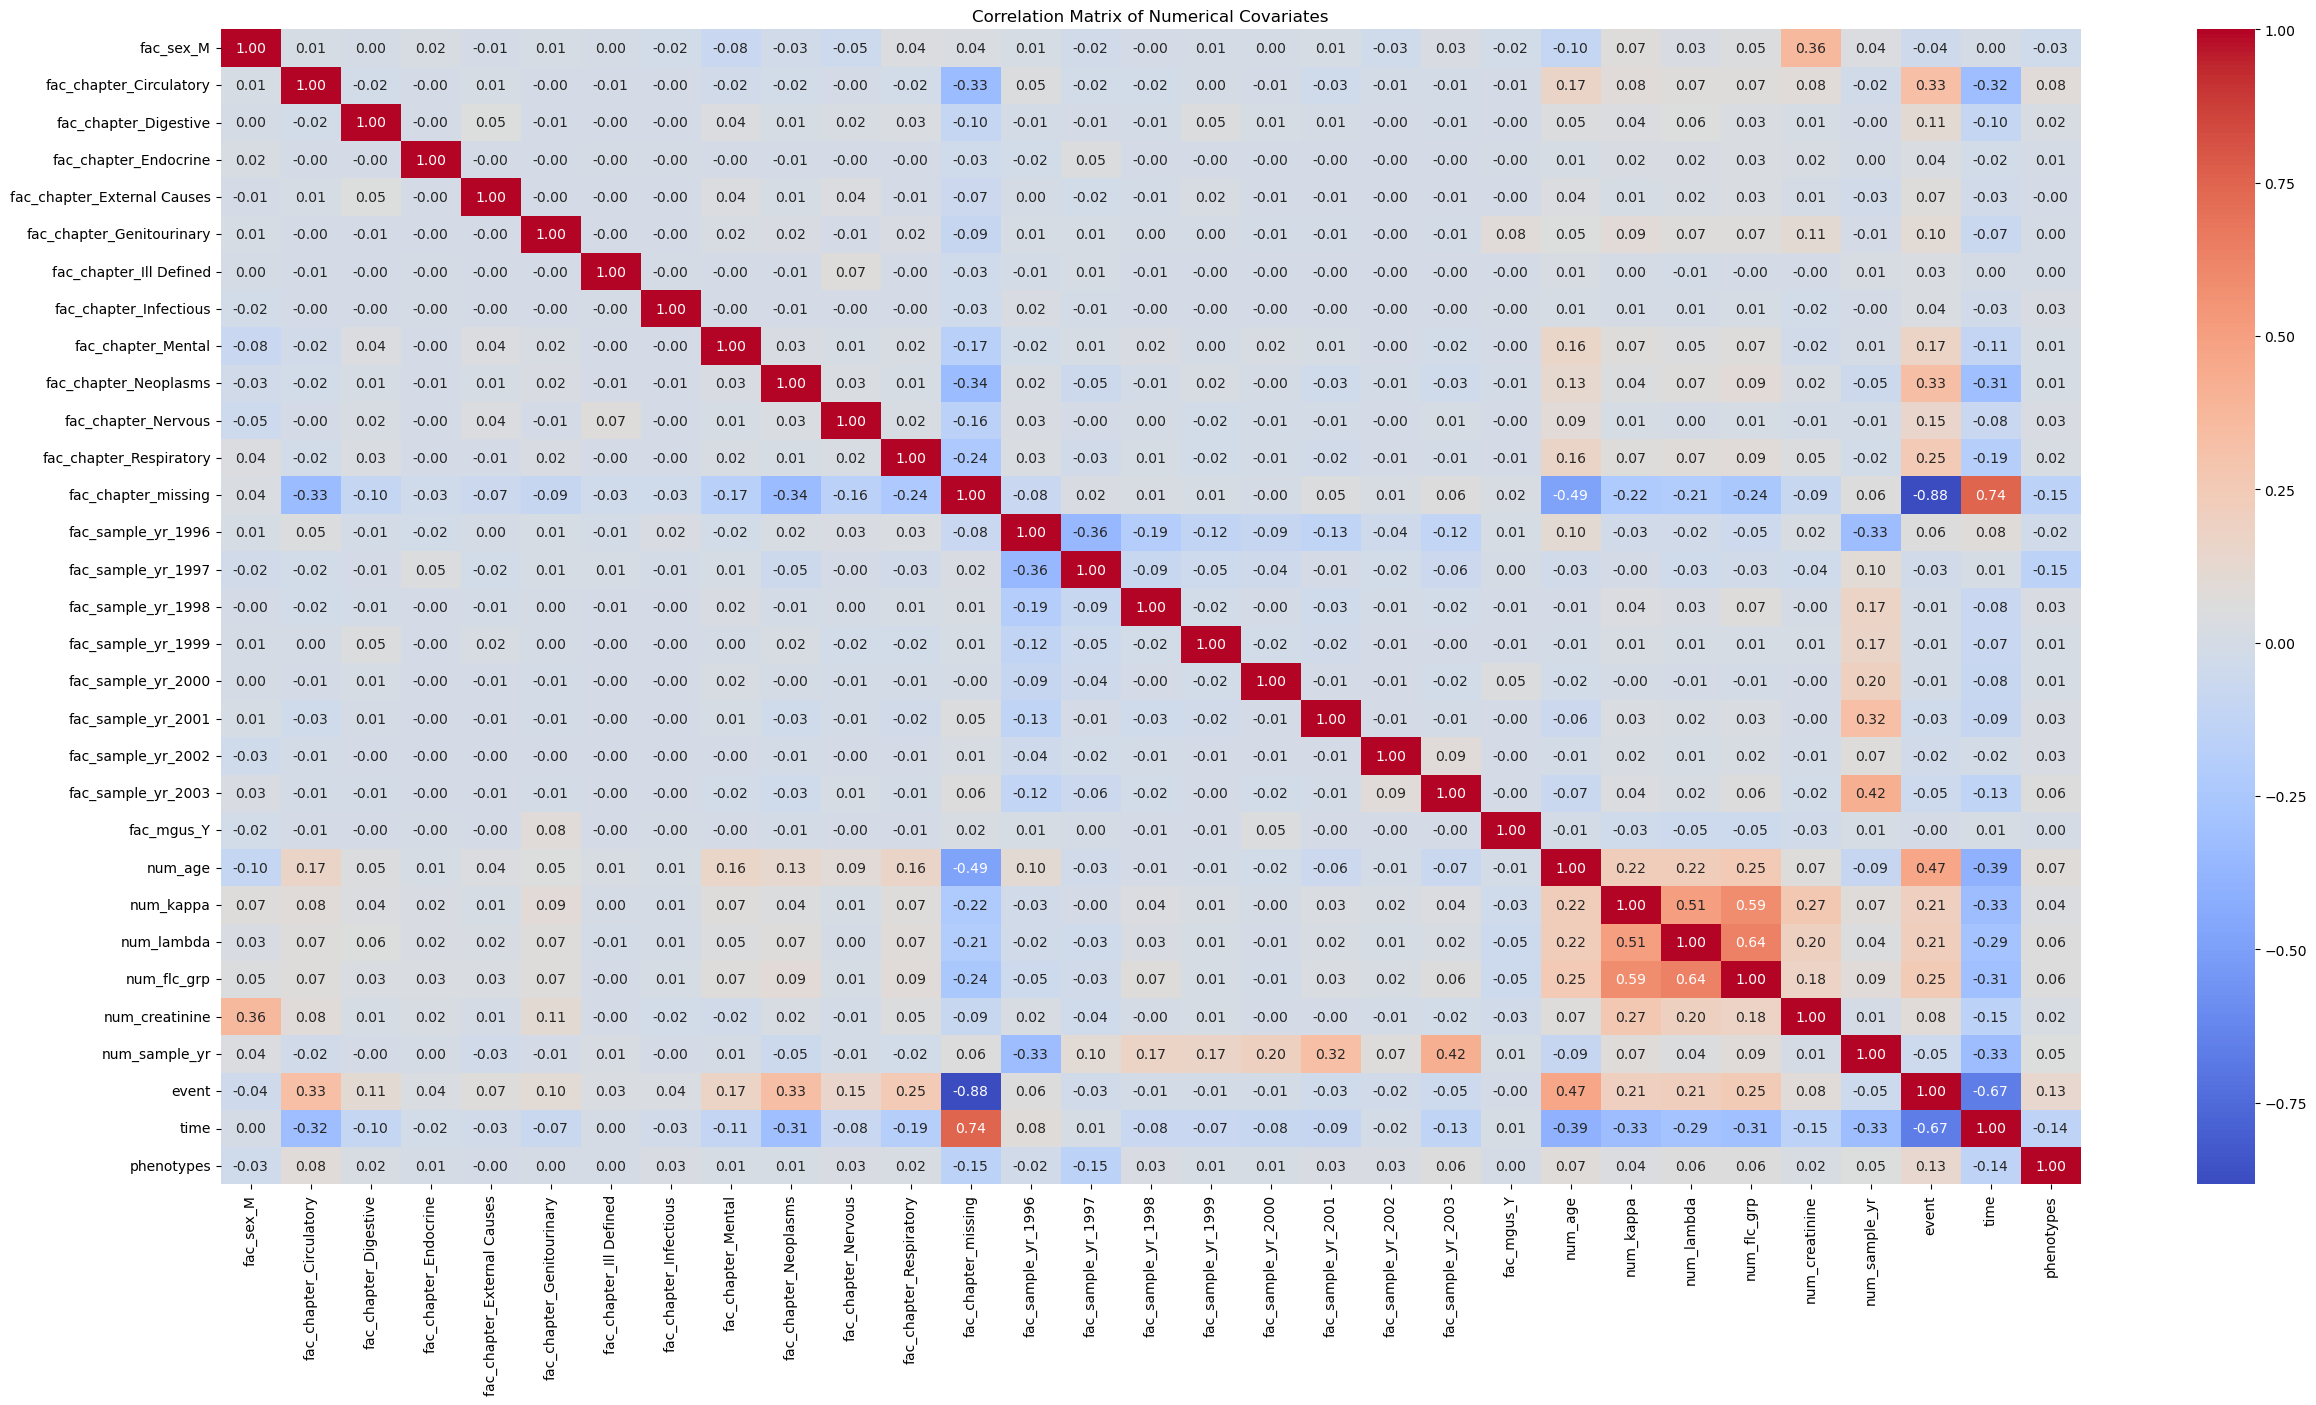 Correlation Matrix of Numerical Covariates
fac_sex_M 1.00 0.01 0.00 0.02 -0.01 0.01 0.00 -0.02 -0.08 -0.03 -0.05 0.04 0.04 0.01 -0.02 -0.00 0.01 0.00 0.01 -0.03 0.03 -0.02 -0.10 0.07 0.03 0.05 0.36 0.04 -0.04 0.00 -0.03
fac_chapter_Circulatory 0.01 1.00 -0.02 -0.00 0.01 -0.00 -0.01 -0.00 -0.02 -0.02 -0.00 -0.02 -0.33 0.05 -0.02 -0.02 0.00 -0.01 -0.03 -0.01 -0.01 -0.01 0.17 0.08 0.07 0.07 0.08 -0.02 0.33 -0.32 0.08
fac_chapter_Digestive 0.00 -0.02 1.00 -0.00 0.05 -0.01 -0.00 -0.00 0.04 0.01 0.02 0.03 -0.10 -0.01 -0.01 -0.01 0.05 0.01 0.01 -0.00 -0.01 -0.00 0.05 0.04 0.06 0.03 0.01 -0.00 0.11 -0.10 0.02
fac_chapter_Endocrine 0.02 -0.00 -0.00 1.00 -0.00 -0.00 -0.00 -0.00 -0.00 -0.01 -0.00 -0.00 -0.03 -0.02 0.05 -0.00 -0.00 -0.00 -0.00 -0.00 -0.00 -0.00 0.01 0.02 0.02 0.03 0.02 0.00 0.04 -0.02 0.01
fac_chapter_External Causes -0.01 0.01 0.05 -0.00 1.00 -0.00 -0.00 -0.00 0.04 0.01 0.04 -0.01 -0.07 0.00 -0.02 -0.01 0.02 -0.01 -0.01 -0.00 -0.01 -0.00 0.04 0.01 0.02 0.03 0.01 -0.03 0.07 -0.03 -0.00
fac_chapter_Genitourinary 0.01 -0.00 -0.01 -0.00 -0.00 1.00 -0.00 -0.00 0.02 0.02 -0.01 0.02 -0.09 0.01 0.01 0.00 0.00 -0.01 -0.01 -0.00 -0.01 0.08 0.05 0.09 0.07 0.07 0.11 -0.01 0.10 -0.07 0.00
fac_chapter_Ill Defined 0.00 -0.01 -0.00 -0.00 -0.00 -0.00 1.00 -0.00 -0.00 -0.01 0.07 -0.00 -0.03 -0.01 0.01 -0.01 -0.00 -0.00 -0.00 -0.00 -0.00 -0.00 0.01 0.00 -0.01 -0.00 -0.00 0.01 0.03 0.00 0.00
fac_chapter_Infectious -0.02 -0.00 -0.00 -0.00 -0.00 -0.00 -0.00 1.00 -0.00 -0.01 -0.00 -0.00 -0.03 0.02 -0.01 -0.00 -0.00 -0.00 -0.00 -0.00 -0.00 -0.00 0.01 0.01 0.01 0.01 -0.02 -0.00 0.04 -0.03 0.03
fac_chapter_Mental -0.08 -0.02 0.04 -0.00 0.04 0.02 -0.00 -0.00 1.00 0.03 0.01 0.02 -0.17 -0.02 0.01 0.02 0.00 0.02 0.01 -0.00 -0.02 -0.00 0.16 0.07 0.05 0.07 -0.02 0.01 0.17 -0.11 0.01
fac_chapter_Neoplasms -0.03 -0.02 0.01 -0.01 0.01 0.02 -0.01 -0.01 0.03 1.00 0.03 0.01 -0.34 0.02 -0.05 -0.01 0.02 -0.00 -0.03 -0.01 -0.03 -0.01 0.13 0.04 0.07 0.09 0.02 -0.05 0.33 -0.31 0.01
fac_chapter_Nervous -0.05 -0.00 0.02 -0.00 0.04 -0.01 0.07 -0.00 0.01 0.03 1.00 0.02 -0.16 0.03 -0.00 0.00 -0.02 -0.01 -0.01 -0.00 0.01 -0.00 0.09 0.01 0.00 0.01 -0.01 -0.01 0.15 -0.08 0.03
fac_chapter_Respiratory 0.04 -0.02 0.03 -0.00 -0.01 0.02 -0.00 -0.00 0.02 0.01 0.02 1.00 -0.24 0.03 -0.03 0.01 -0.02 -0.01 -0.02 -0.01 -0.01 -0.01 0.16 0.07 0.07 0.09 0.05 -0.02 0.25 -0.19 0.02
fac_chapter_missing 0.04 -0.33 -0.10 -0.03 -0.07 -0.09 -0.03 -0.03 -0.17 -0.34 -0.16 -0.24 1.00 -0.08 0.02 0.01 0.01 -0.00 0.05 0.01 0.06 0.02 -0.49 -0.22 -0.21 -0.24 -0.09 0.06 -0.88 0.74 -0.15
fac_sample_yr_1996 0.01 0.05 -0.01 -0.02 0.00 0.01 -0.01 0.02 -0.02 0.02 0.03 0.03 -0.08 1.00 -0.36 -0.19 -0.12 -0.09 -0.13 -0.04 -0.12 0.01 0.10 -0.03 -0.02 -0.05 0.02 -0.33 0.06 0.08 -0.02
fac_sample_yr_1997 -0.02 -0.02 -0.01 0.05 -0.02 0.01 0.01 -0.01 0.01 -0.05 -0.00 -0.03 0.02 -0.36 1.00 -0.09 -0.05 -0.04 -0.01 -0.02 -0.06 0.00 -0.03 -0.00 -0.03 -0.03 -0.04 0.10 -0.03 0.01 -0.15
fac_sample_yr_1998 -0.00 -0.02 -0.01 -0.00 -0.01 0.00 -0.01 -0.00 0.02 -0.01 0.00 0.01 0.01 -0.19 -0.09 1.00 -0.02 -0.00 -0.03 -0.01 -0.02 -0.01 -0.01 0.04 0.03 0.07 -0.00 0.17 -0.01 -0.08 0.03
fac_sample_yr_1999 0.01 0.00 0.05 -0.00 0.02 0.00 -0.00 -0.00 0.00 0.02 -0.02 -0.02 0.01 -0.12 -0.05 -0.02 1.00 -0.02 -0.02 -0.01 -0.00 -0.01 -0.01 0.01 0.01 0.01 0.01 0.17 -0.01 -0.07 0.01
fac_sample_yr_2000 0.00 -0.01 0.01 -0.00 -0.01 -0.01 -0.00 -0.00 0.02 -0.00 -0.01 -0.01 -0.00 -0.09 -0.04 -0.00 -0.02 1.00 -0.01 -0.01 -0.02 0.05 -0.02 -0.00 -0.01 -0.01 -0.00 0.20 -0.01 -0.08 0.01
fac_sample_yr_2001 0.01 -0.03 0.01 -0.00 -0.01 -0.01 -0.00 -0.00 0.01 -0.03 -0.01 -0.02 0.05 -0.13 -0.01 -0.03 -0.02 -0.01 1.00 -0.01 -0.01 -0.00 -0.06 0.03 0.02 0.03 -0.00 0.32 -0.03 -0.09 0.03
fac_sample_yr_2002 -0.03 -0.01 -0.00 -0.00 -0.00 -0.00 -0.00 -0.00 -0.00 -0.01 -0.00 -0.01 0.01 -0.04 -0.02 -0.01 -0.01 -0.01 -0.01 1.00 0.09 -0.00 -0.01 0.02 0.01 0.02 -0.01 0.07 -0.02 -0.02 0.03
fac_sample_yr_2003 0.03 -0.01 -0.01 -0.00 -0.01 -0.01 -0.00 -0.00 -0.02 -0.03 0.01 -0.01 0.06 -0.12 -0.06 -0.02 -0.00 -0.02 -0.01 0.09 1.00 -0.00 -0.07 0.04 0.02 0.06 -0.02 0.42 -0.05 -0.13 0.06
fac_mgus_Y -0.02 -0.01 -0.00 -0.00 -0.00 0.08 -0.00 -0.00 -0.00 -0.01 -0.00 -0.01 0.02 0.01 0.00 -0.01 -0.01 0.05 -0.00 -0.00 -0.00 1.00 -0.01 -0.03 -0.05 -0.05 -0.03 0.01 -0.00 0.01 0.00
num_age -0.10 0.17 0.05 0.01 0.04 0.05 0.01 0.01 0.16 0.13 0.09 0.16 -0.49 0.10 -0.03 -0.01 -0.01 -0.02 -0.06 -0.01 -0.07 -0.01 1.00 0.22 0.22 0.25 0.07 -0.09 0.47 -0.39 0.07
num_kappa 0.07 0.08 0.04 0.02 0.01 0.09 0.00 0.01 0.07 0.04 0.01 0.07 -0.22 -0.03 -0.00 0.04 0.01 -0.00 0.03 0.02 0.04 -0.03 0.22 1.00 0.51 0.59 0.27 0.07 0.21 -0.33 0.04
num_lambda 0.03 0.07 0.06 0.02 0.02 0.07 -0.01 0.01 0.05 0.07 0.00 0.07 -0.21 -0.02 -0.03 0.03 0.01 -0.01 0.02 0.01 0.02 -0.05 0.22 0.51 1.00 0.64 0.20 0.04 0.21 -0.29 0.06
num_flc_grp 0.05 0.07 0.03 0.03 0.03 0.07 -0.00 0.01 0.07 0.09 0.01 0.09 -0.24 -0.05 -0.03 0.07 0.01 -0.01 0.03 0.02 0.06 -0.05 0.25 0.59 0.64 1.00 0.18 0.09 0.25 -0.31 0.06
num_creatinine 0.36 0.08 0.01 0.02 0.01 0.11 -0.00 -0.02 -0.02 0.02 -0.01 0.05 -0.09 0.02 -0.04 -0.00 0.01 -0.00 -0.00 -0.01 -0.02 -0.03 0.07 0.27 0.20 0.18 1.00 0.01 0.08 -0.15 0.02
num_sample_yr 0.04 -0.02 -0.00 0.00 -0.03 -0.01 0.01 -0.00 0.01 -0.05 -0.01 -0.02 0.06 -0.33 0.10 0.17 0.17 0.20 0.32 0.07 0.42 0.01 -0.09 0.07 0.04 0.09 0.01 1.00 -0.05 -0.33 0.05
event -0.04 0.33 0.11 0.04 0.07 0.10 0.03 0.04 0.17 0.33 0.15 0.25 -0.88 0.06 -0.03 -0.01 -0.01 -0.01 -0.03 -0.02 -0.05 -0.00 0.47 0.21 0.21 0.25 0.08 -0.05 1.00 -0.67 0.13
time 0.00 -0.32 -0.10 -0.02 -0.03 -0.07 0.00 -0.03 -0.11 -0.31 -0.08 -0.19 0.74 0.08 0.01 -0.08 -0.07 -0.08 -0.09 -0.02 -0.13 0.01 -0.39 -0.33 -0.29 -0.31 -0.15 -0.33 -0.67 1.00 -0.14
phenotypes -0.03 0.08 0.02 0.01 -0.00 0.00 0.00 0.03 0.01 0.01 0.03 0.02 -0.15 -0.02 -0.15 0.03 0.01 0.01 0.03 0.03 0.06 0.00 0.07 0.04 0.06 0.06 0.02 0.05 0.13 -0.14 1.00
fac_sex_M
fac_chapter_Circulatory
fac_chapter_Digestive
fac_chapter_Endocrine
fac_chapter_External Causes
fac_chapter_Genitourinary
fac_chapter_Ill Defined
fac_chapter_Infectious
fac_chapter_Mental
fac_chapter_Neoplasms
fac_chapter_Nervous
fac_chapter_Respiratory
fac_chapter_missing
fac_sample_yr_1996
fac_sample_yr_1997
fac_sample_yr_1998
fac_sample_yr_1999
fac_sample_yr_2000
fac_sample_yr_2001
fac_sample_yr_2002
fac_sample_yr_2003
fac_mgus_Y
num_age
num_kappa
num_lambda
num_flc_grp
num_creatinine
num_sample_yr
event
time
phenotypes
1.00
0.75
0.50
0.25
0.00
−0.25
−0.50
−0.75